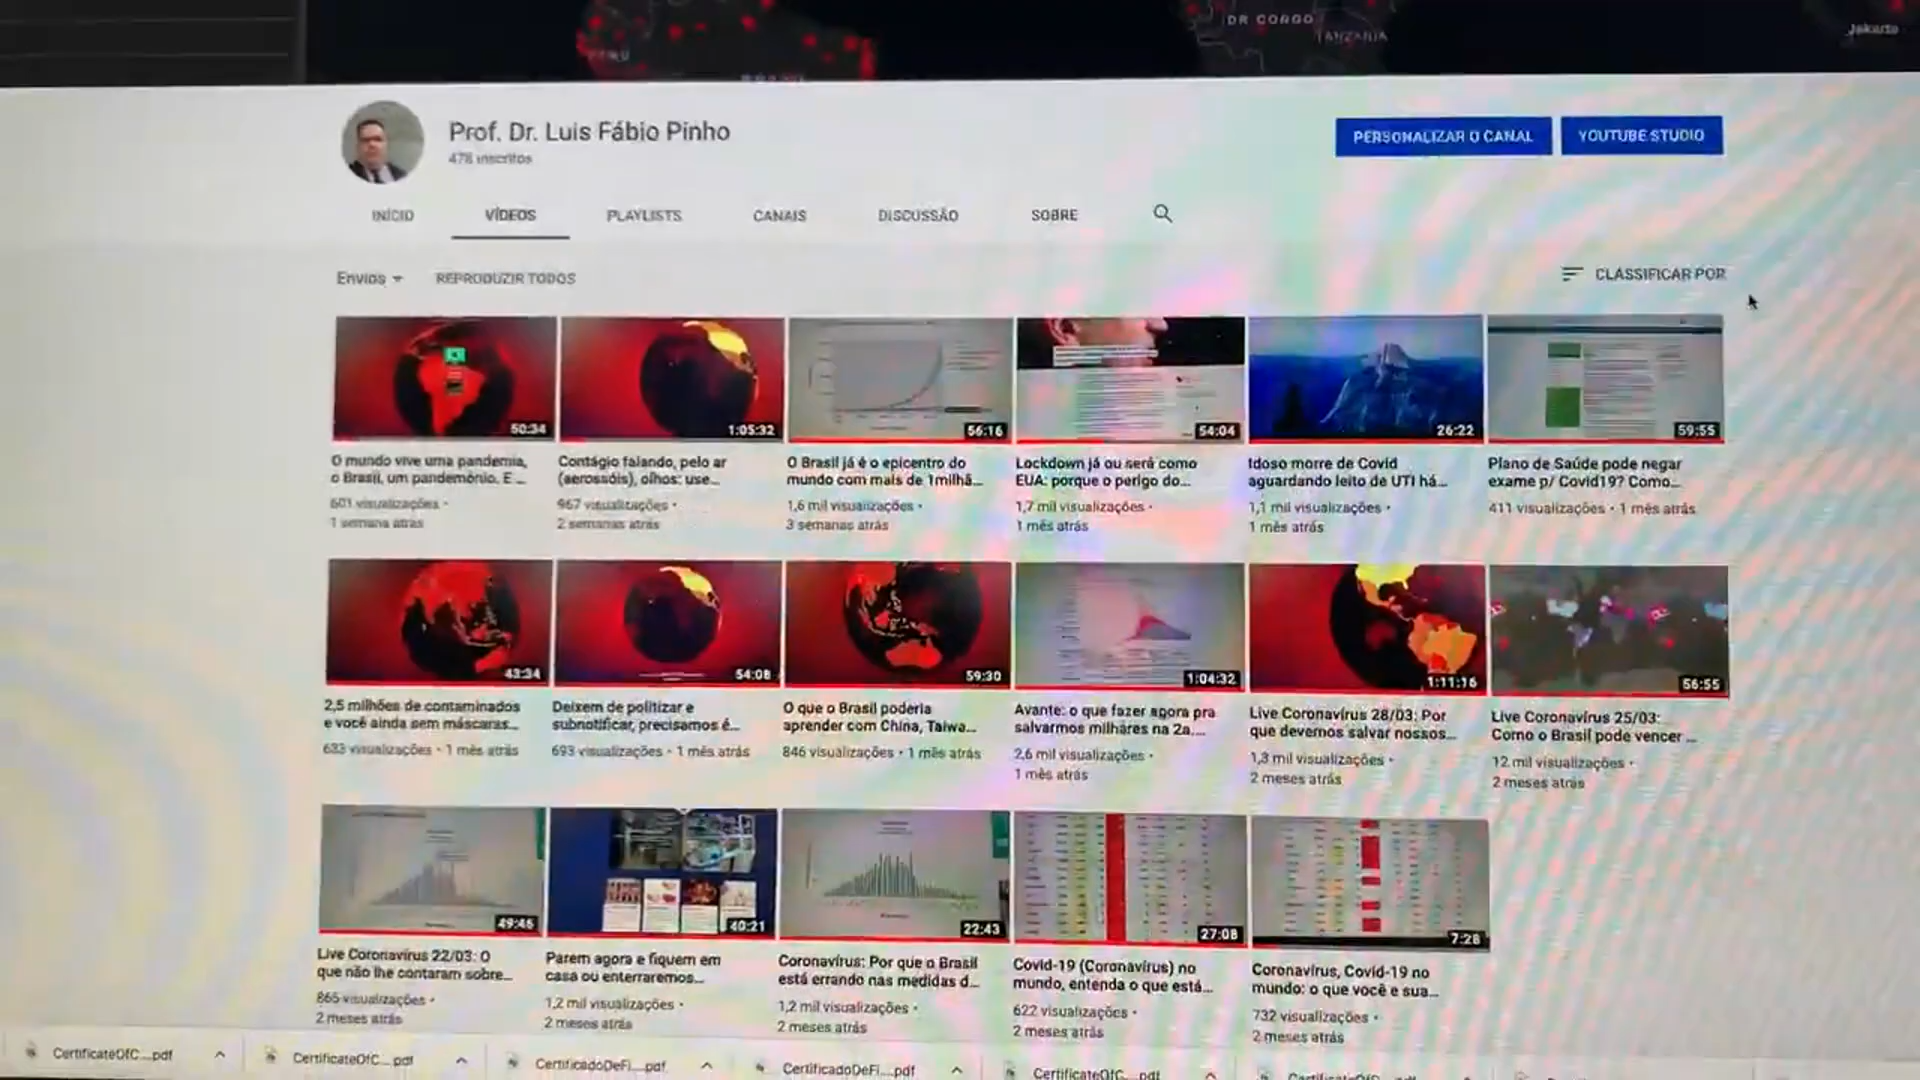 DR CONGO
TANZANIA
Jakarta
PERU
Prof. Dr. Luis Fábio Pinho
478 inscritos
PERSONALIZAR O CANAL
YOUTUBE STUDIO
INÍCIO
VÍDEOS
PLAYLISTS
CANAIS
DISCUSSÃO
SOBRE
Envios
REPRODUZIR TODOS
CLASSIFICAR POR
50:34
1:05:32
56:16
54:04
26:22
59:55
O mundo vive uma pandemia,
o Brasil, um pandemônio. E ...
601 visualizações •
1 semana atrás
Contágio falando, pelo ar
(aerossóis), olhos: use...
967 visualizações •
2 semanas atrás
O Brasil já é o epicentro do
mundo com mais de 1milhã...
1,6 mil visualizações •
3 semanas atrás
Lockdown já ou será como
EUA: porque o perigo do...
1,7 mil visualizações •
1 mês atrás
Idoso morre de Covid
aguardando leito de UTI há...
1,1 mil visualizações •
1 mês atrás
Plano de Saúde pode negar
exame p/ Covid19? Como...
411 visualizações • 1 mês atrás
43:34
54:08
59:30
1:04:32
1:11:16
56:55
2,5 milhões de contaminados
e você ainda sem máscaras...
633 visualizações • 1 mês atrás
Deixem de politizar e
subnotificar, precisamos é...
693 visualizações • 1 mês atrás
O que o Brasil poderia
aprender com China, Taiwa...
846 visualizações • 1 mês atrás
Avante: o que fazer agora pra
salvarmos milhares na 2a....
2,6 mil visualizações •
1 mês atrás
Live Coronavírus 28/03: Por
que devemos salvar nossos...
1,3 mil visualizações •
2 meses atrás
Live Coronavírus 25/03:
Como o Brasil pode vencer ...
12 mil visualizações •
2 meses atrás
49:46
40:21
22:43
27:08
7:28
Live Coronavírus 22/03: O
que não lhe contaram sobre...
865 visualizações •
2 meses atrás
Parem agora e fiquem em
casa ou enterraremos...
1,2 mil visualizações •
2 meses atrás
Coronavírus: Por que o Brasil
está errando nas medidas d...
1,2 mil visualizações •
2 meses atrás
Covid-19 (Coronavírus) no
mundo, entenda o que está...
622 visualizações •
2 meses atrás
Coronavírus, Covid-19 no
mundo: o que você e sua...
732 visualizações •
2 meses atrás
CertificateOfC....pdf
CertificateOfC....pdf
CertificadoDeFi....pdf
CertificadoDeFi....pdf
CertificateOfC....pdf